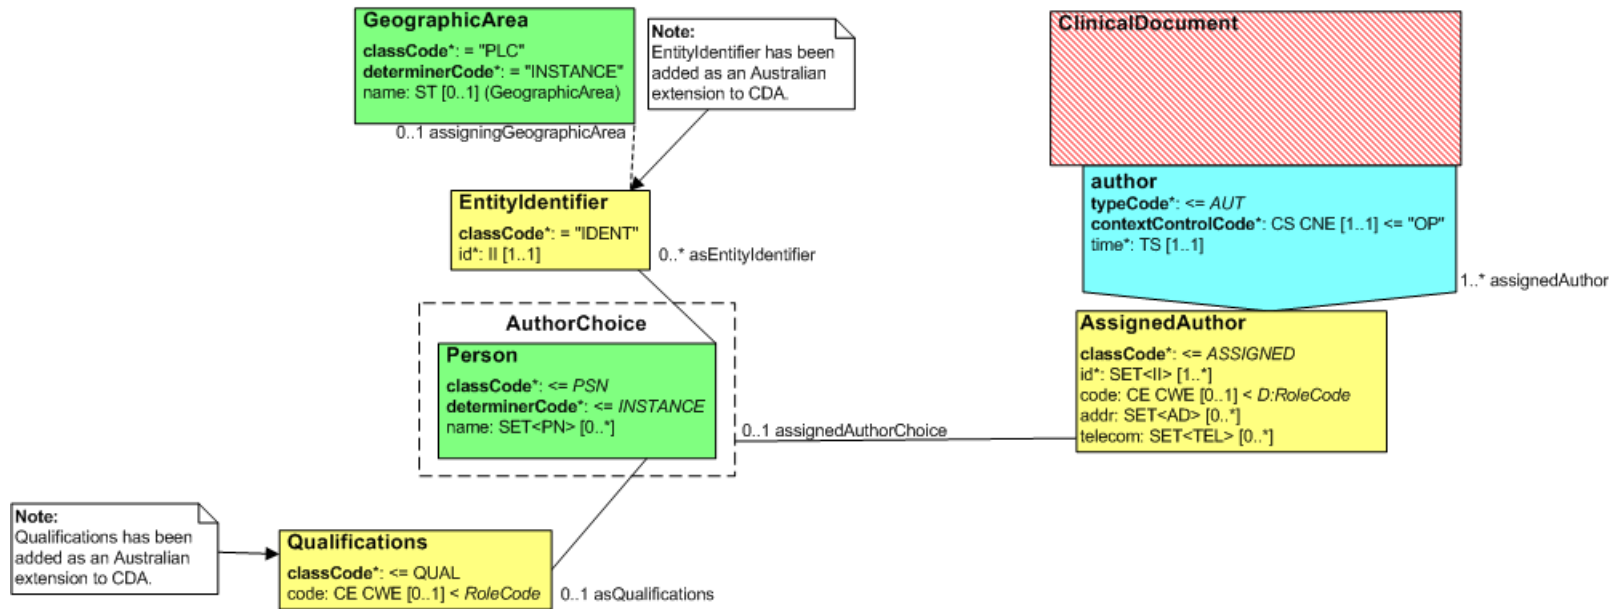 GeographicArea
classCode*: = "PLC"
determinerCode*: = "INSTANCE"
name: ST [0..1] (GeographicArea)
0..1 assigningGeographicArea
Note:
EntityIdentifier has been
added as an Australian
extension to CDA.
ClinicalDocument
author
typeCode*: <= AUT
contextControlCode*: CS CNE [1..1] <= "OP"
time*: TS [1..1]
1..* assignedAuthor
EntityIdentifier
classCode*: = "IDENT"
id*: II [1..1]
0..* asEntityIdentifier
AuthorChoice
Person
classCode*: <= PSN
determinerCode*: <= INSTANCE
name: SET<PN> [0..*]
0..1 assignedAuthorChoice
AssignedAuthor
classCode*: <= ASSIGNED
id*: SET<II> [1..*]
code: CE CWE [0..1] < D:RoleCode
addr: SET<AD> [0..*]
telecom: SET<TEL> [0..*]
Note:
Qualifications has been
added as an Australian
extension to CDA.
Qualifications
classCode*: <= QUAL
code: CE CWE [0..1] < RoleCode
0..1 asQualifications